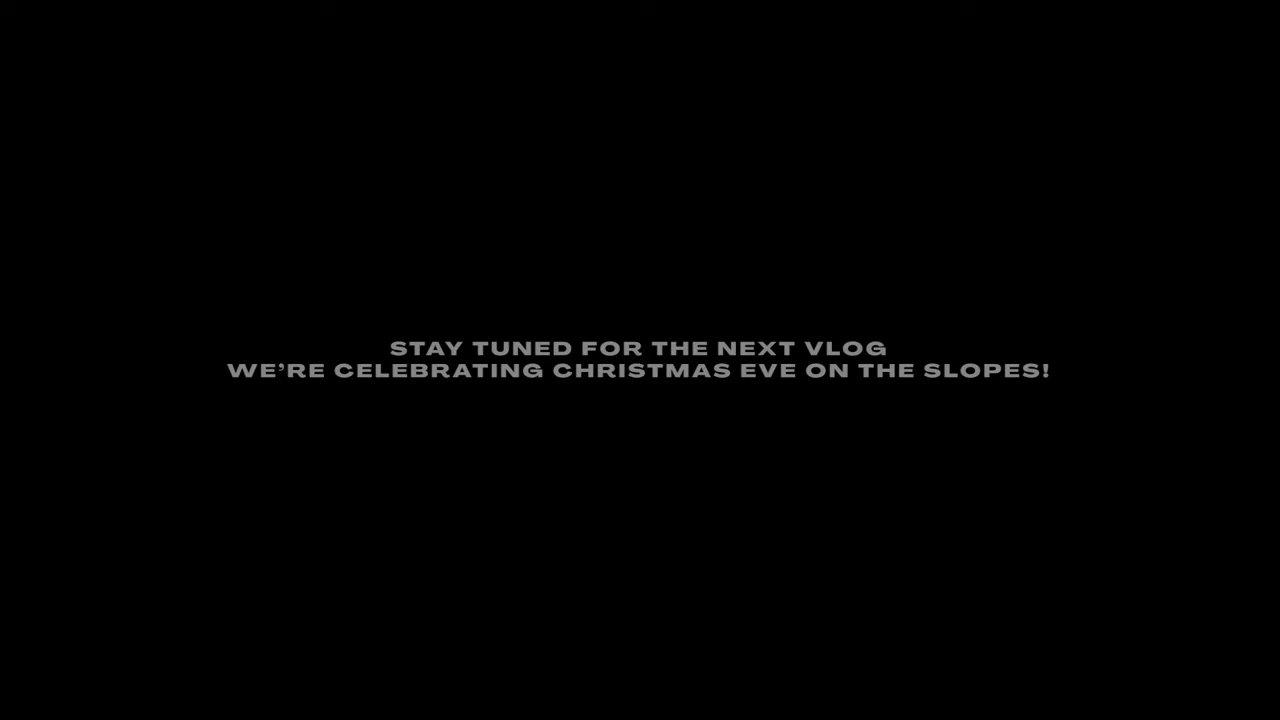 STAY TUNED FOR THE NEXT VLOG
WE'RE CELEBRATING CHRISTMAS EVE ON THE SLOPES!